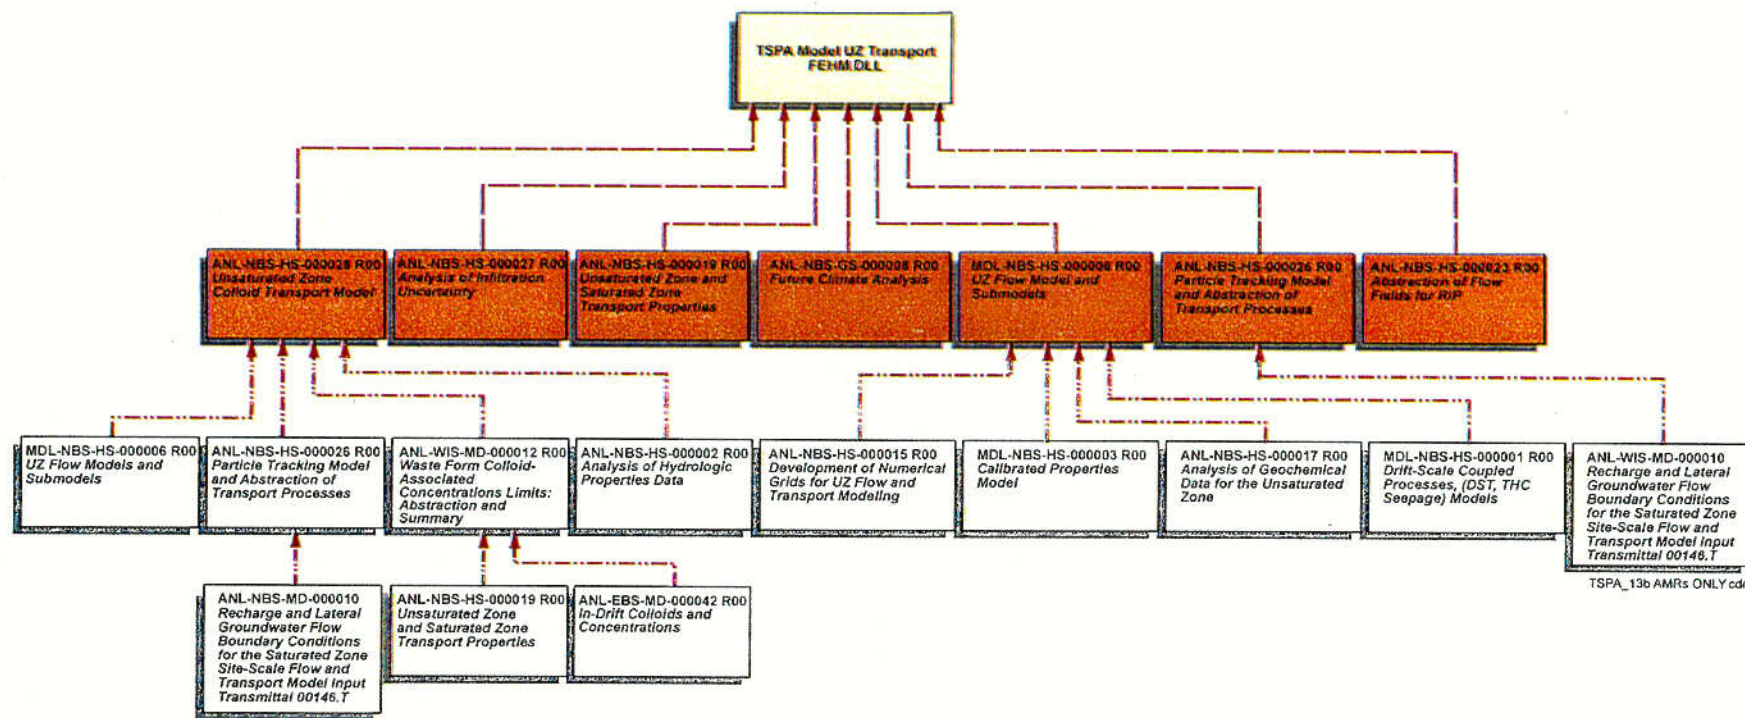 TSPA Model UZ Transport
FEHM.DLL
ANL-NBS-HS-000028 R00
Unsaturated Zone
Colloid Transport Model
ANL-NBS-HS-000027 R00
Analysis of Infiltration
Uncertainty
ANL-NBS-HS-000019 R00
Unsaturated Zone and
Saturated Zone
Transport Properties
ANL-NBS-GS-000008 R00
Future Climate Analysis
MDL-NBS-HS-000006 R00
UZ Flow Model and
Submodels
ANL-NBS-HS-000026 R00
Particle Tracking Model
and Abstraction of
Transport Processes
ANL-NBS-HS-000023 R00
Abstraction of Flow
Fields for RIP
MDL-NBS-HS-000006 R00
UZ Flow Models and
Submodels
ANL-NBS-HS-000026 R00
Particle Tracking Model
and Abstraction of
Transport Processes
ANL-WIS-MD-000012 R00
Waste Form Colloid-
Associated
Concentrations Limits:
Abstraction and
Summary
ANL-NBS-HS-000002 R00
Analysis of Hydrologic
Properties Data
ANL-NBS-HS-000015 R00
Development of Numerical
Grids for UZ Flow and
Transport Modeling
MDL-NBS-HS-000003 R00
Calibrated Properties
Model
ANL-NBS-HS-000017 R00
Analysis of Geochemical
Data for the Unsaturated
Zone
MDL-NBS-HS-000001 R00
Drift-Scale Coupled
Processes, (DST, THC
Seepage) Models
ANL-WIS-MD-000010
Recharge and Lateral
Groundwater Flow
Boundary Conditions
for the Saturated Zone
Site-Scale Flow and
Transport Model Input
Transmittal 00146.T
TSPA_13b AMRs ONLY.cdr
ANL-NBS-MD-000010
Recharge and Lateral
Groundwater Flow
Boundary Conditions
for the Saturated Zone
Site-Scale Flow and
Transport Model Input
Transmittal 00146.T
ANL-NBS-HS-000019 R00
Unsaturated Zone
and Saturated Zone
Transport Properties
ANL-EBS-MD-000042 R00
In-Drift Colloids and
Concentrations